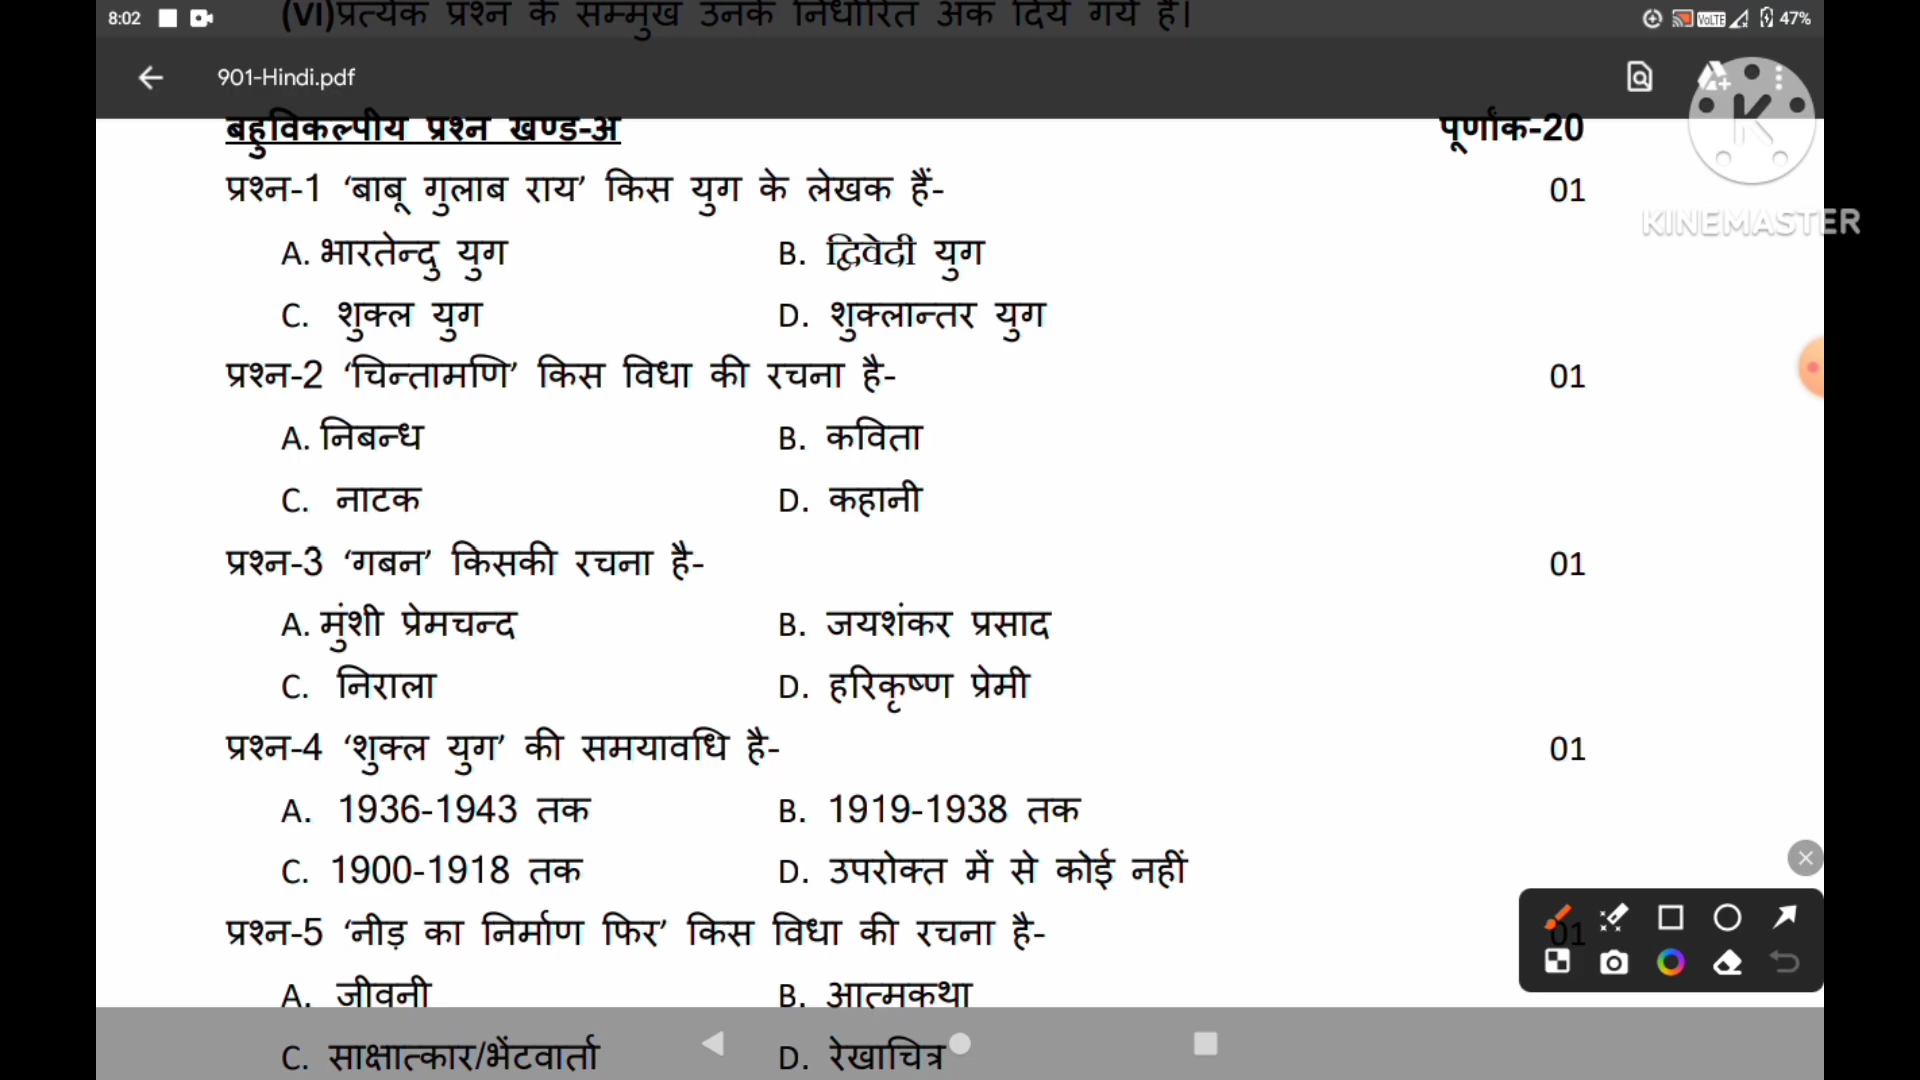 8:02
VoLTE 47%
(VI)प्रत्येक प्रश्न के सम्मुख उनके निर्धारित अंक दिये गये हैं।
901-Hindi.pdf
बहुविकल्पीय प्रश्न खण्ड-अ पूर्णांक-20
KINEMASTER
प्रश्न-1 ‘बाबू गुलाब राय’ किस युग के लेखक हैं- 01
A. भारतेन्दु युग B. द्विवेदी युग
C. शुक्ल युग D. शुक्लान्तर युग
प्रश्न-2 ‘चिन्तामणि’ किस विधा की रचना है- 01
A. निबन्ध B. कविता
C. नाटक D. कहानी
प्रश्न-3 ‘गबन’ किसकी रचना है- 01
A. मुंशी प्रेमचन्द B. जयशंकर प्रसाद
C. निराला D. हरिकृष्ण प्रेमी
प्रश्न-4 ‘शुक्ल युग’ की समयावधि है- 01
A. 1936-1943 तक B. 1919-1938 तक
C. 1900-1918 तक D. उपरोक्त में से कोई नहीं
प्रश्न-5 ‘नीड़ का निर्माण फिर’ किस विधा की रचना है- 01
A. जीवनी B. आत्मकथा
C. साक्षात्कार/भेंटवार्ता D. रेखाचित्र